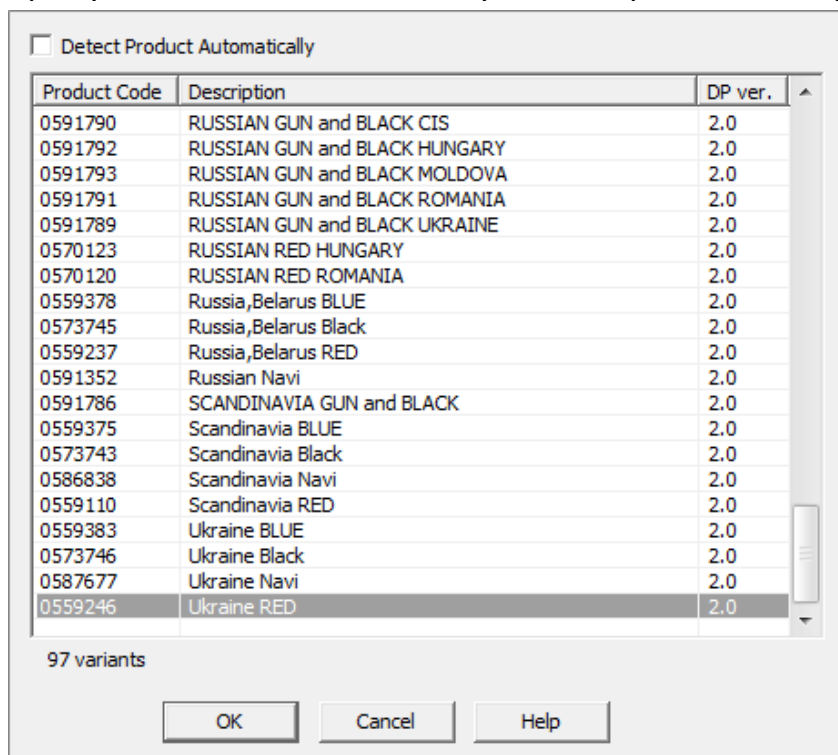 Detect Product Automatically
Product Code Description DP ver.
0591790 RUSSIAN GUN and BLACK CIS 2.0
0591792 RUSSIAN GUN and BLACK HUNGARY 2.0
0591793 RUSSIAN GUN and BLACK MOLDOVA 2.0
0591791 RUSSIAN GUN and BLACK ROMANIA 2.0
0591789 RUSSIAN GUN and BLACK UKRAINE 2.0
0570123 RUSSIAN RED HUNGARY 2.0
0570120 RUSSIAN RED ROMANIA 2.0
0559378 Russia,Belarus BLUE 2.0
0573745 Russia,Belarus Black 2.0
0559237 Russia,Belarus RED 2.0
0591352 Russian Navi 2.0
0591786 SCANDINAVIA GUN and BLACK 2.0
0559375 Scandinavia BLUE 2.0
0573743 Scandinavia Black 2.0
0586838 Scandinavia Navi 2.0
0559110 Scandinavia RED 2.0
0559383 Ukraine BLUE 2.0
0573746 Ukraine Black 2.0
0587677 Ukraine Navi 2.0
0559246 Ukraine RED 2.0
97 variants
OK Cancel Help